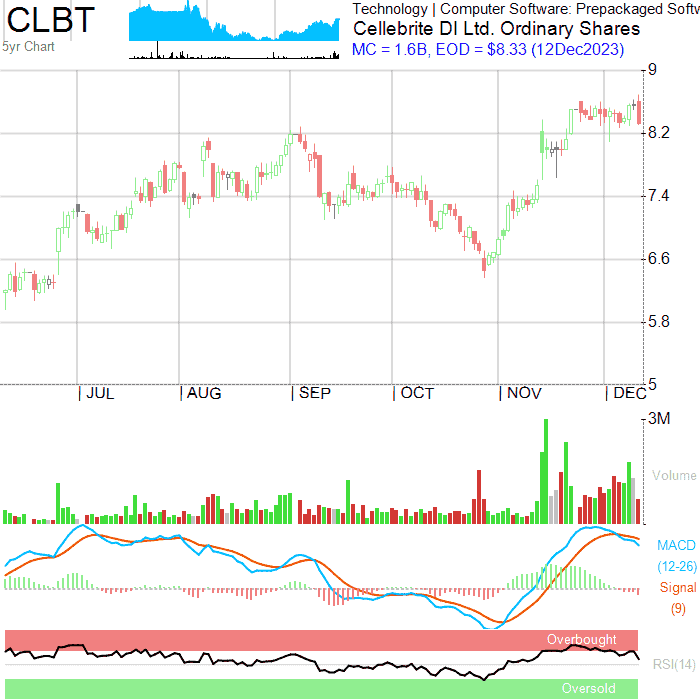 CLBT
5yr Chart
Technology | Computer Software: Prepackaged Softw
Cellebrite DI Ltd. Ordinary Shares
MC = 1.6B, EOD = $8.33 (12Dec2023)
9
8.2
7.4
6.6
5.8
5
| JUL | AUG | SEP | OCT | NOV | DEC
3M
Volume
MACD
(12-26)
Signal
(9)
Overbought
RSI(14)
Oversold